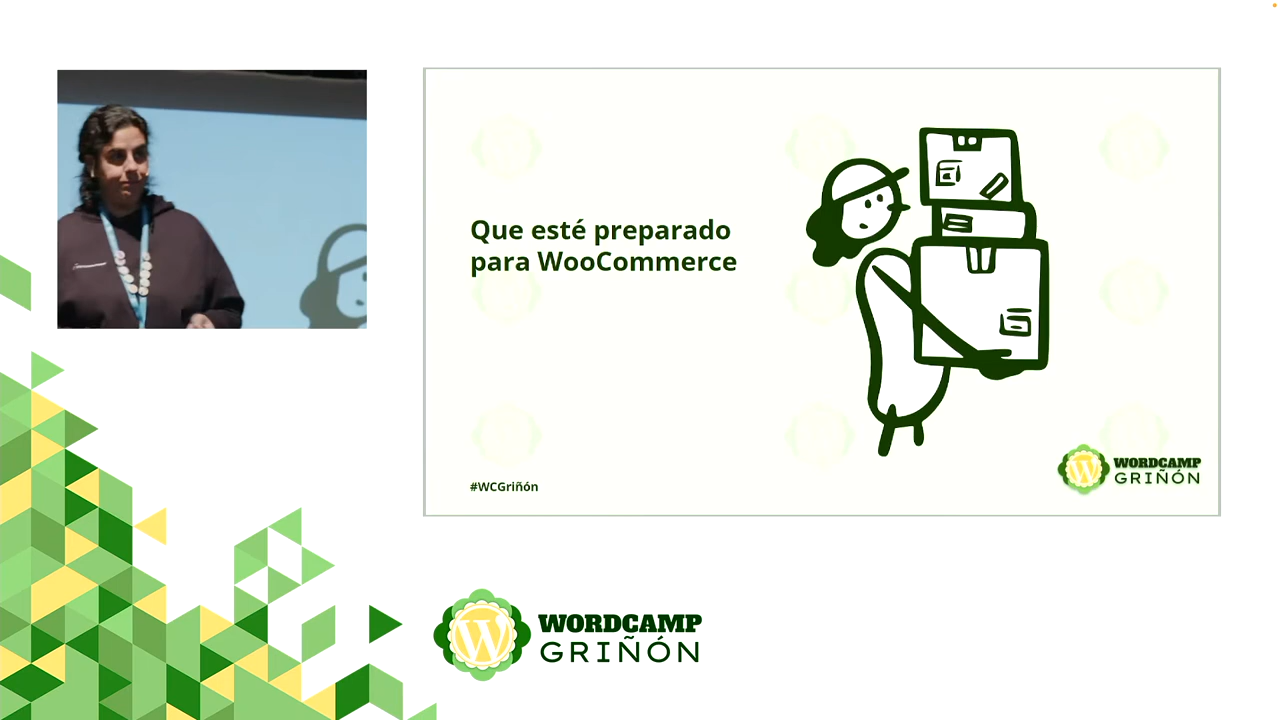 Que esté preparado
para WooCommerce
#WCGriñón
WORDCAMP
GRIÑÓN
WORDCAMP
GRIÑÓN